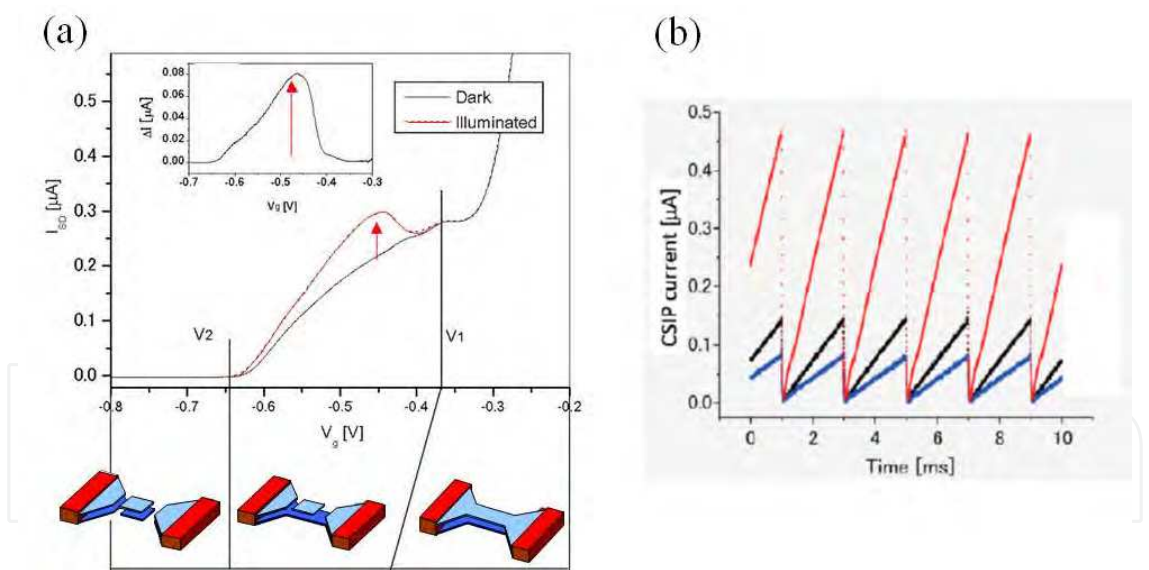 (a)
0.5
0.4
0.3
0.2
0.1
0.0
I_SD [µA]
0.08
0.06
0.04
0.02
0.00
ΔI [µA]
-0.7 -0.6 -0.5 -0.4 -0.3
Vg [V]
Dark
Illuminated
V2
V1
-0.8 -0.7 -0.6 -0.5 -0.4 -0.3 -0.2
Vg [V]
(b)
0.5
0.4
0.3
0.2
0.1
0.0
CSIP current [µA]
0 2 4 6 8 10
Time [ms]